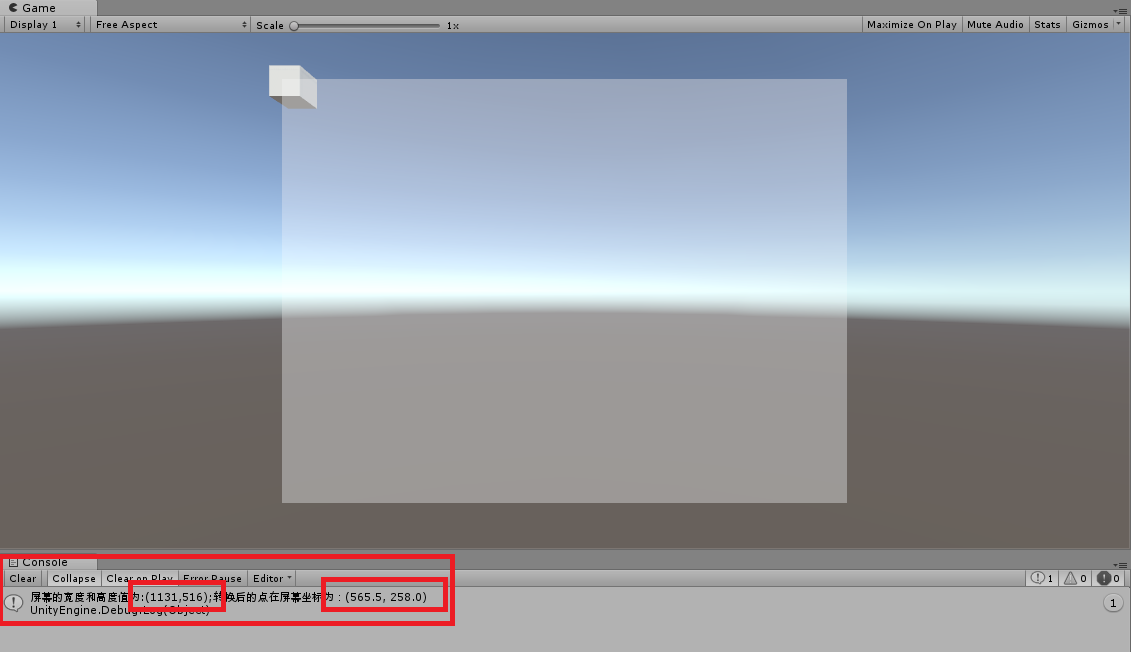 Game
Display 1 Free Aspect Scale 1x Maximize On Play Mute Audio Stats Gizmos
Console
Clear Collapse Clear on Play Error Pause Editor 1 0 0
屏幕的宽度和高度值为:(1131,516);转换后的点在屏幕坐标为：(565.5, 258.0)
UnityEngine.Debug:Log(Object)
1